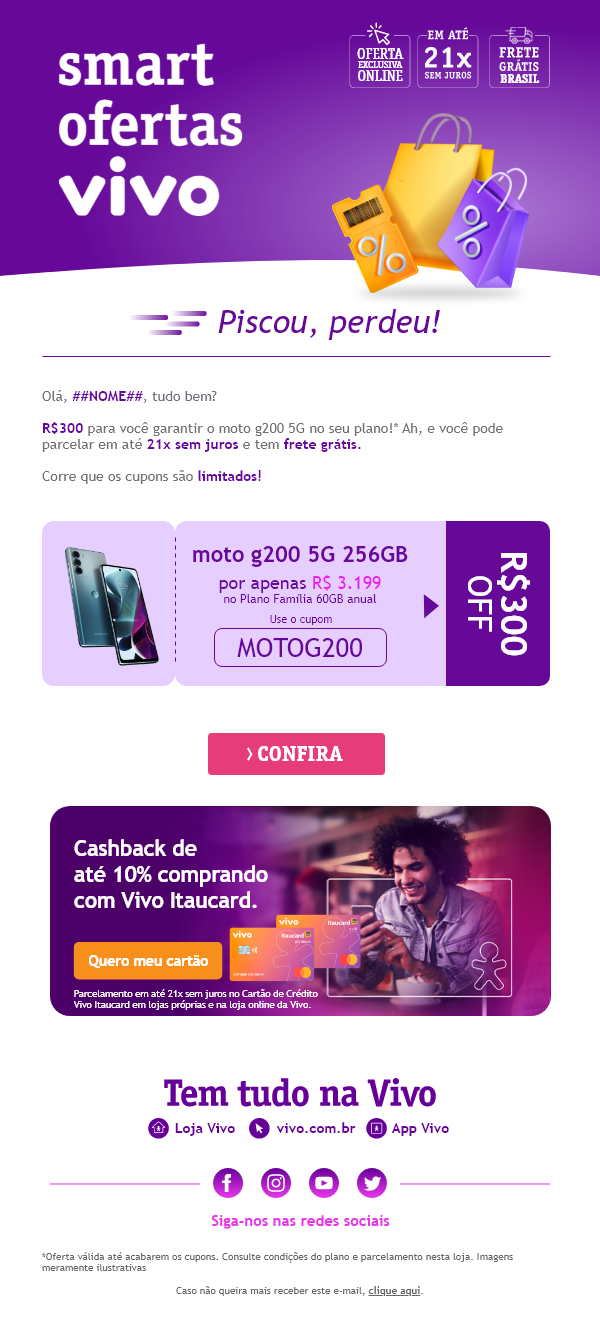 smart
ofertas
vivo
OFERTA
EXCLUSIVA
ONLINE
EM ATÉ
21x
SEM JUROS
FRETE
GRÁTIS
BRASIL
%
%
Piscou, perdeu!
Olá, ##NOME##, tudo bem?
R$300 para você garantir o moto g200 5G no seu plano!* Ah, e você pode
parcelar em até 21x sem juros e tem frete grátis.
Corre que os cupons são limitados!
moto g200 5G 256GB
por apenas R$ 3.199
no Plano Família 60GB anual
Use o cupom
MOTOG200
R$300
OFF
› CONFIRA
Cashback de
até 10% comprando
com Vivo Itaucard.
vivo
Itaucard
vivo
Itaucard
Quero meu cartão
Parcelamento em até 21x sem juros no Cartão de Crédito
Vivo Itaucard em lojas próprias e na loja online da Vivo.
Tem tudo na Vivo
Loja Vivo
vivo.com.br
App Vivo
Siga-nos nas redes sociais
*Oferta válida até acabarem os cupons. Consulte condições do plano e parcelamento nesta loja. Imagens
meramente ilustrativas
Caso não queira mais receber este e-mail, clique aqui.